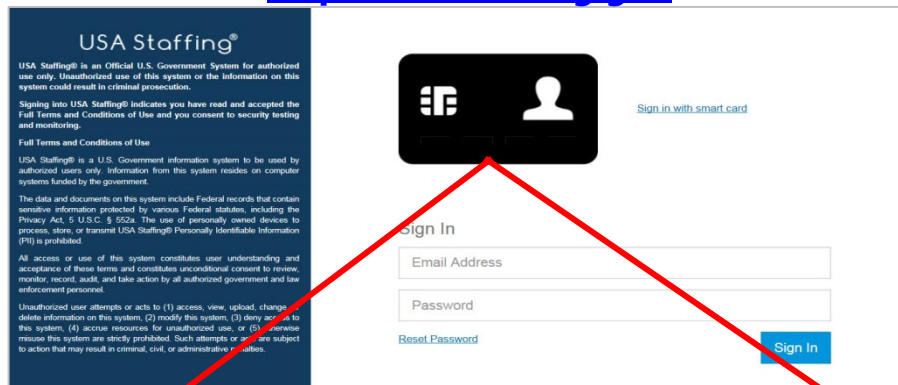 USA Staffing®
USA Staffing® is an Official U.S. Government System for authorized
use only. Unauthorized use of this system or the information on this
system could result in criminal prosecution.
Signing into USA Staffing® indicates you have read and accepted the
Full Terms and Conditions of Use and you consent to security testing
and monitoring.
Full Terms and Conditions of Use
USA Staffing® is a U.S. Government information system to be used by
authorized users only. Information from this system resides on computer
systems funded by the government.
The data and documents on this system include Federal records that contain
sensitive information protected by various Federal statutes, including the
Privacy Act, 5 U.S.C. § 552a. The use of personally owned devices to
process, store, or transmit USA Staffing® Personally Identifiable Information
(PII) is prohibited.
All access or use of this system constitutes user understanding and
acceptance of these terms and constitutes unconditional consent to review,
monitor, record, audit, and take action by all authorized government and law
enforcement personnel.
Unauthorized user attempts or acts to (1) access, view, upload, change,
delete information on this system, (2) modify this system, (3) deny access to
this system, (4) accrue resources for unauthorized use, or (5) otherwise
misuse this system are strictly prohibited. Such attempts or acts are subject
to action that may result in criminal, civil, or administrative penalties.
Sign in with smart card
Sign In
Email Address
Password
Reset Password
Sign In